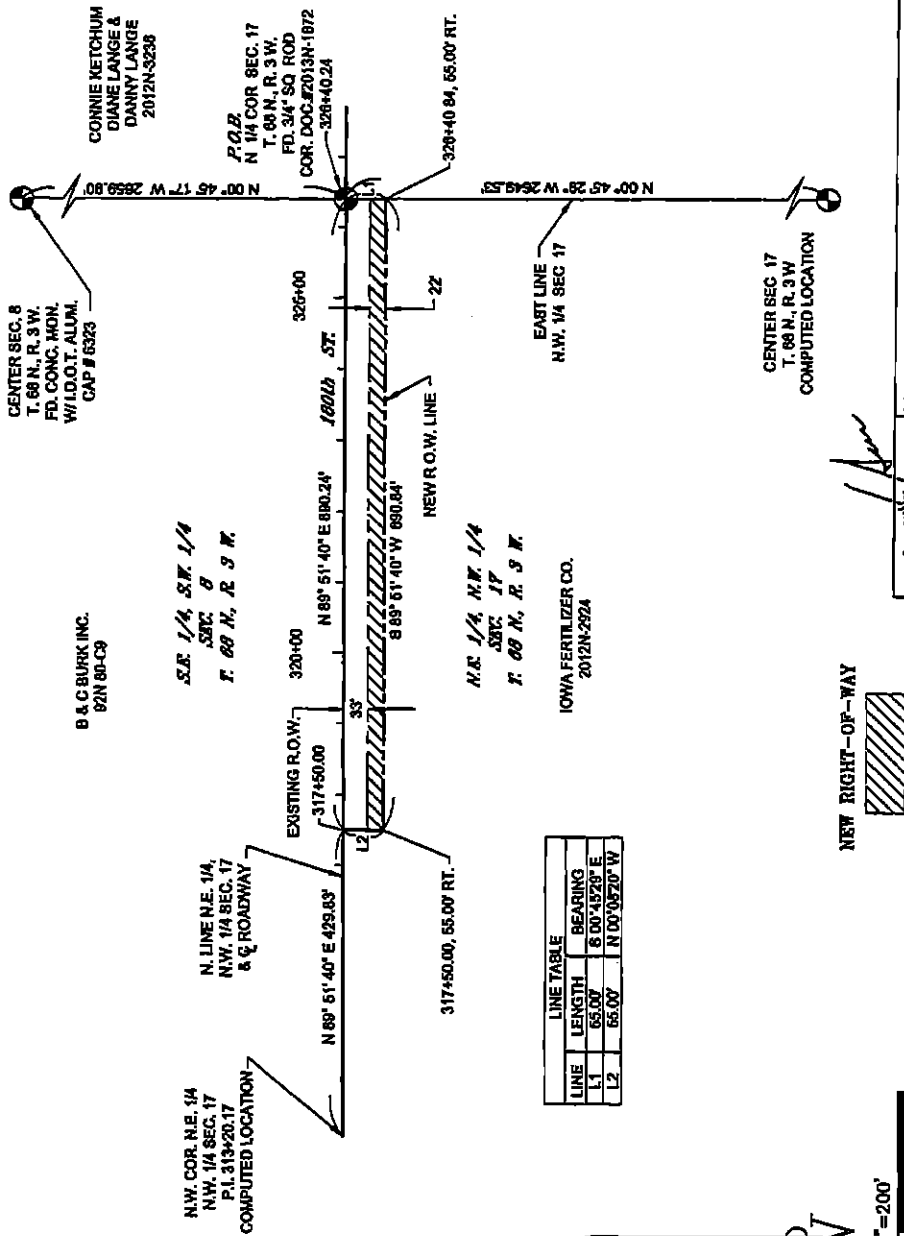 CENTER SEC. 8
T. 68 N., R. 3 W.
FD. CONC. MON.
W/ I.D.O.T. ALUM.
CAP # 6323
CONNIE KETCHUM
DIANE LANGE &
DANNY LANGE
2012N-3236
N 00° 45' 17" W 2659.80'
P.O.B.
N 1/4 COR SEC. 17
T. 68 N., R. 3 W.
FD. 3/4" SQ ROD
COR. DOC.#2013N-1872
326+40.24
B & C BURK INC.
92N 80-C9
S.E. 1/4, S.W. 1/4
SEC. 8
T. 68 N., R. 3 W.
N.W. COR. N.E. 1/4
N.W. 1/4 SEC. 17
P.I. 313+20.17
COMPUTED LOCATION
N. LINE N.E. 1/4,
N.W. 1/4 SEC. 17
& ℄ ROADWAY
N 89° 51' 40" E 429.83'
EXISTING R.O.W.
317+50.00
320+00
N 89° 51' 40" E 890.24'
180th ST.
325+00
L1
L2
33'
22'
S 89° 51' 40" W 890.84'
NEW R.O.W. LINE
326+40.84, 55.00' RT.
317+50.00, 55.00' RT.
N 00° 45' 29" W 2649.53'
EAST LINE
N.W. 1/4 SEC 17
N.E. 1/4, N.W. 1/4
SEC. 17
T. 68 N., R. 3 W.
IOWA FERTILIZER CO.
2012N-2924
CENTER SEC 17
T. 68 N., R. 3 W
COMPUTED LOCATION
LINE TABLE
LINE LENGTH BEARING
L1 55.00' S 00°45'29" E
L2 55.00' N 00°08'20" W
NEW RIGHT-OF-WAY
"=200'